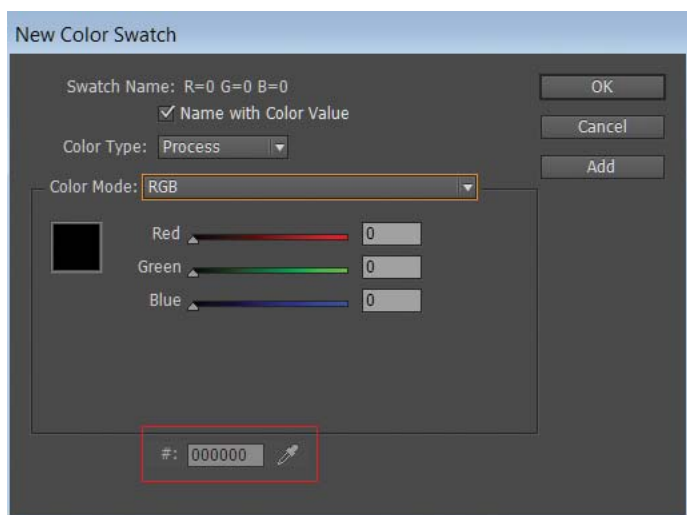 New Color Swatch
Swatch Name: R=0 G=0 B=0
Name with Color Value
Color Type: Process
Color Mode: RGB
Red 0
Green 0
Blue 0
#: 000000
OK
Cancel
Add